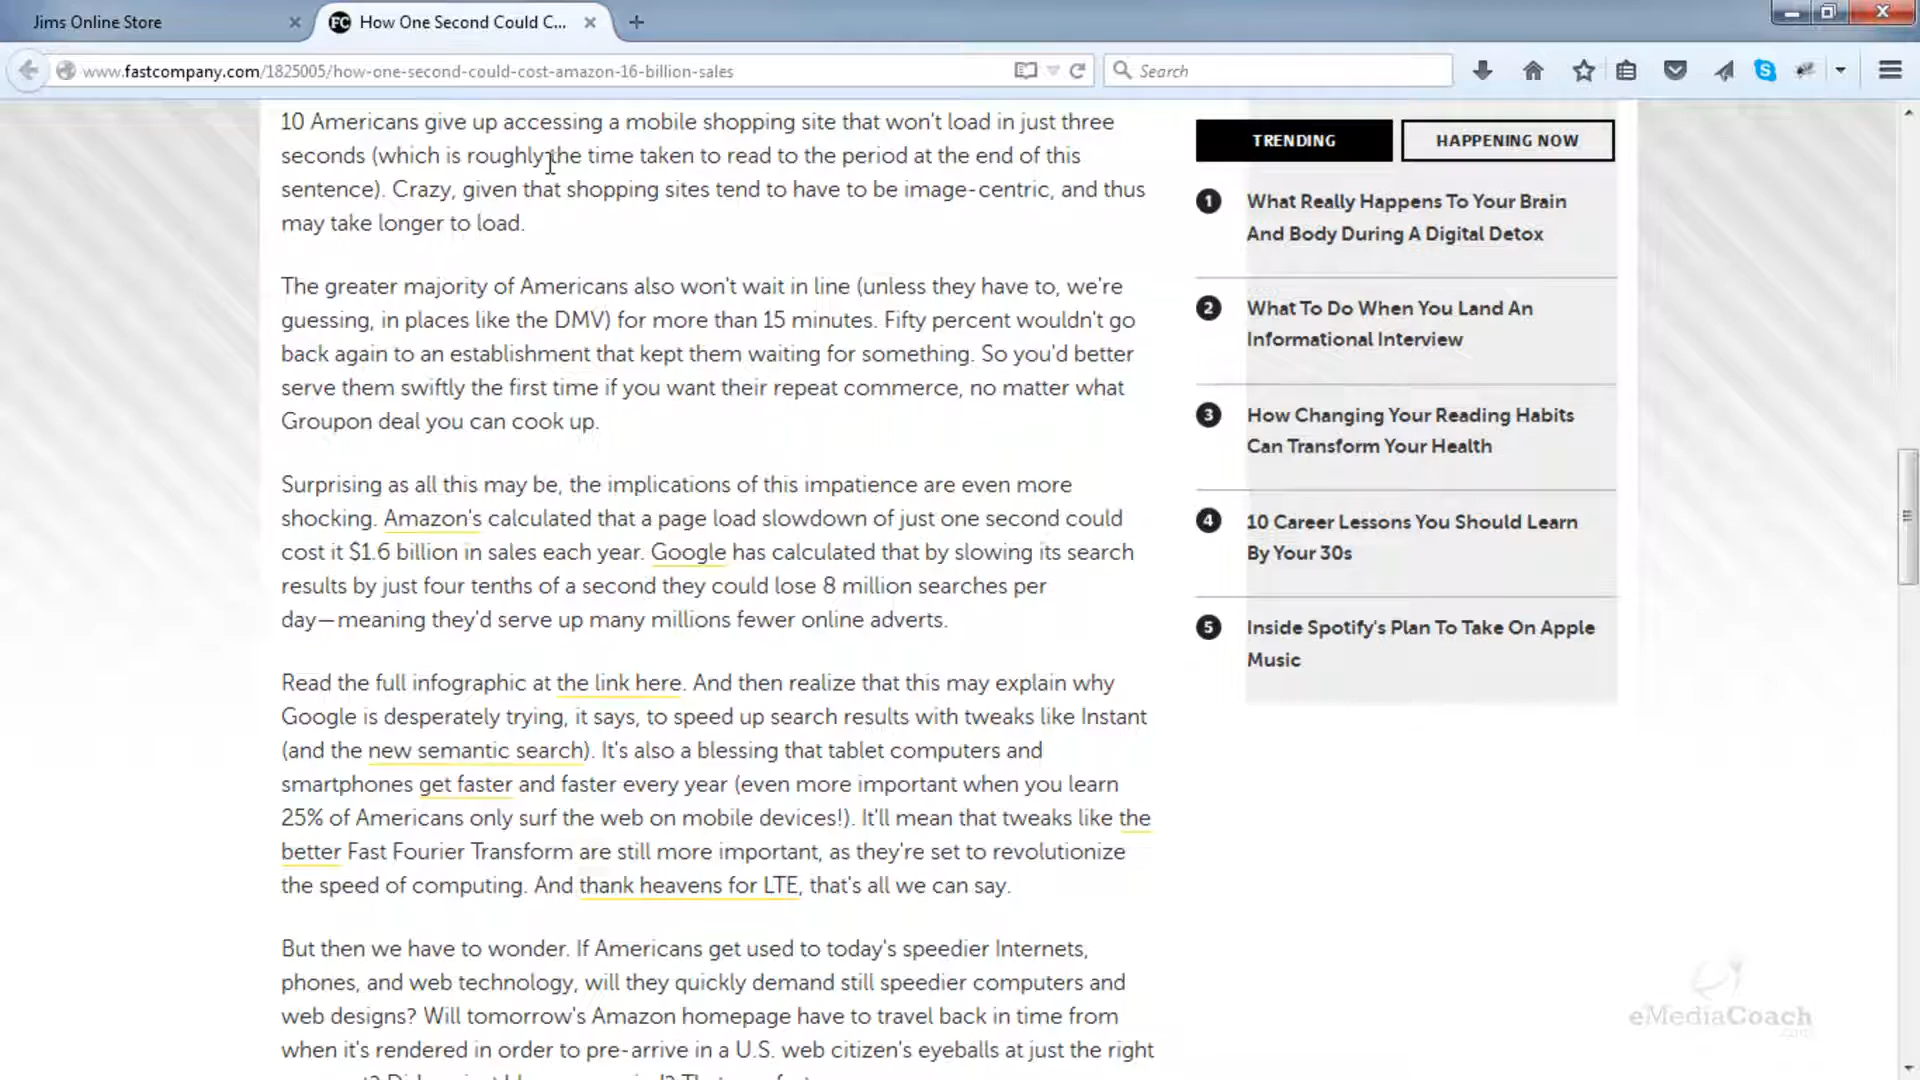 Jims Online Store
FC
How One Second Could C...
www.fastcompany.com/1825005/how-one-second-could-cost-amazon-16-billion-sales
Search
S
10 Americans give up accessing a mobile shopping site that won't load in just three
seconds (which is roughly the time taken to read to the period at the end of this
sentence). Crazy, given that shopping sites tend to have to be image-centric, and thus
may take longer to load.
The greater majority of Americans also won't wait in line (unless they have to, we're
guessing, in places like the DMV) for more than 15 minutes. Fifty percent wouldn't go
back again to an establishment that kept them waiting for something. So you'd better
serve them swiftly the first time if you want their repeat commerce, no matter what
Groupon deal you can cook up.
Surprising as all this may be, the implications of this impatience are even more
shocking. Amazon's calculated that a page load slowdown of just one second could
cost it $1.6 billion in sales each year. Google has calculated that by slowing its search
results by just four tenths of a second they could lose 8 million searches per
day—meaning they'd serve up many millions fewer online adverts.
Read the full infographic at the link here. And then realize that this may explain why
Google is desperately trying, it says, to speed up search results with tweaks like Instant
(and the new semantic search). It's also a blessing that tablet computers and
smartphones get faster and faster every year (even more important when you learn
25% of Americans only surf the web on mobile devices!). It'll mean that tweaks like the
better Fast Fourier Transform are still more important, as they're set to revolutionize
the speed of computing. And thank heavens for LTE, that's all we can say.
But then we have to wonder. If Americans get used to today's speedier Internets,
phones, and web technology, will they quickly demand still speedier computers and
web designs? Will tomorrow's Amazon homepage have to travel back in time from
when it's rendered in order to pre-arrive in a U.S. web citizen's eyeballs at just the right
TRENDING
HAPPENING NOW
1 What Really Happens To Your Brain
And Body During A Digital Detox
2 What To Do When You Land An
Informational Interview
3 How Changing Your Reading Habits
Can Transform Your Health
4 10 Career Lessons You Should Learn
By Your 30s
5 Inside Spotify's Plan To Take On Apple
Music
eMediaCoach
.com